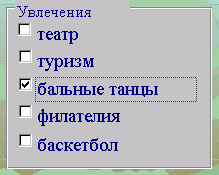 Увлечения
театр
туризм
бальные танцы
филателия
баскетбол